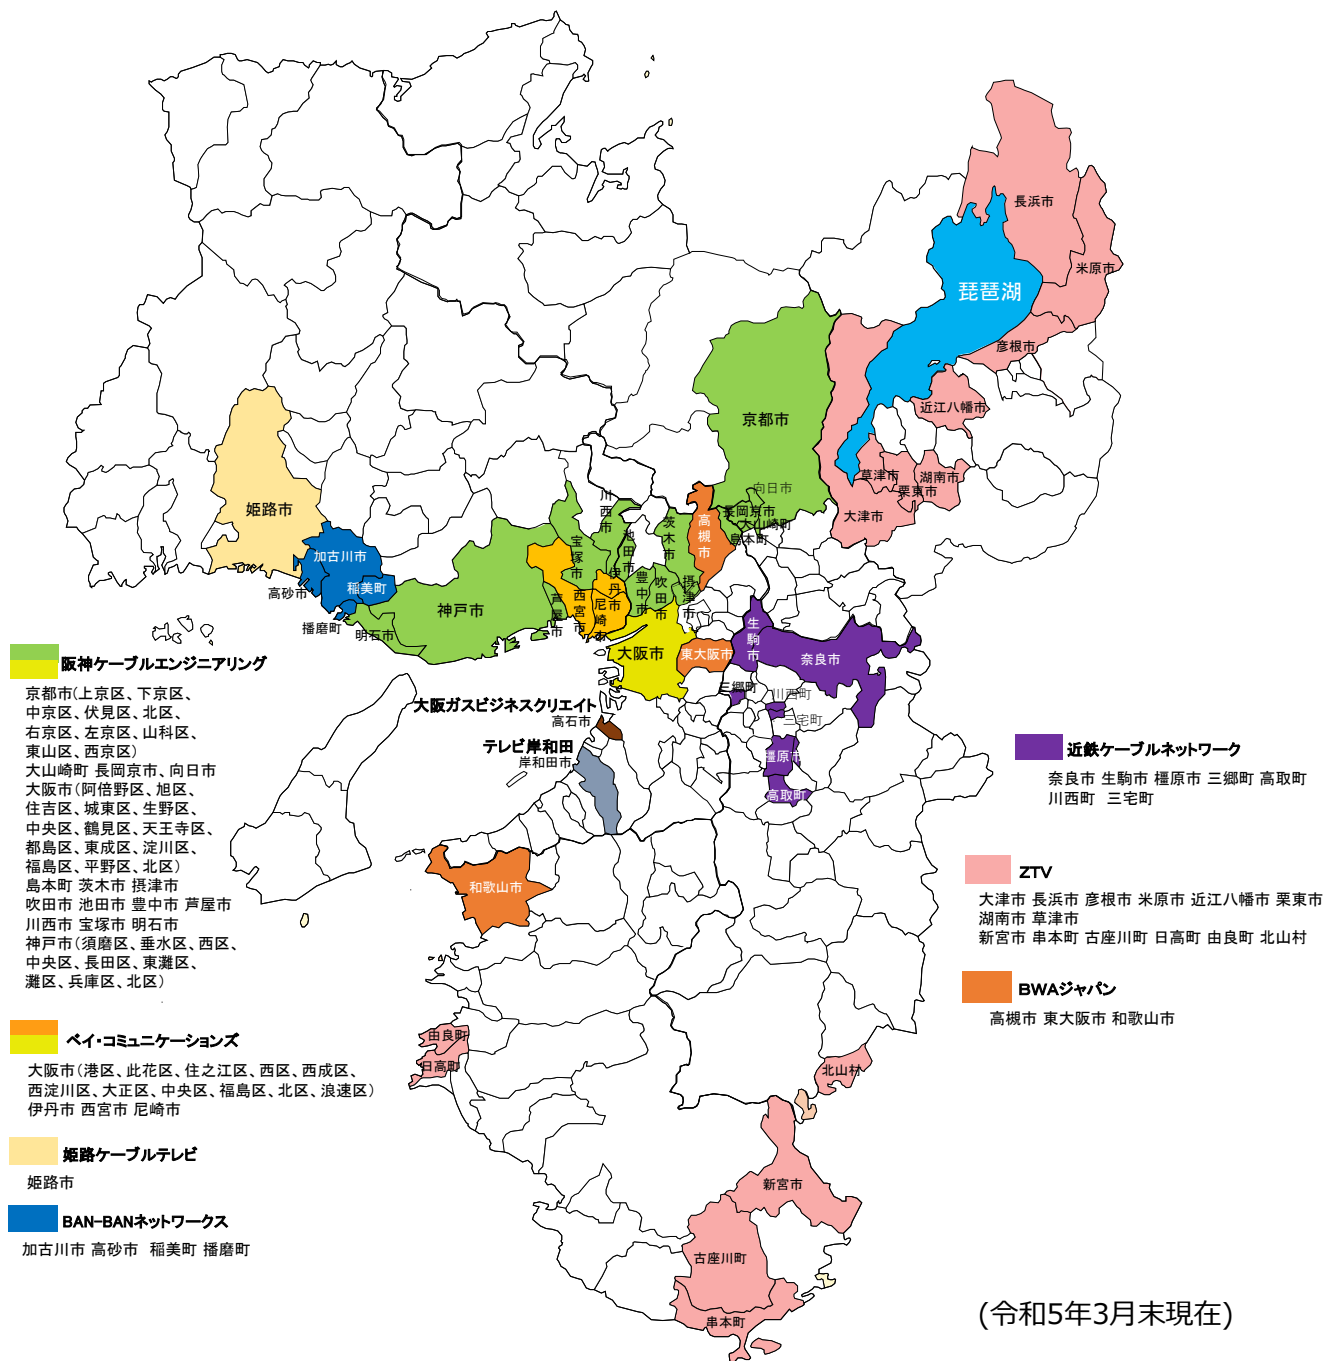 長浜市
米原市
琵琶湖
彦根市
近江八幡市
京都市
草津市
湖南市
栗東市
大津市
向日市
長岡京市
大山崎町
島本町
高槻市
茨木市
川西市
池田市
宝塚市
伊丹市
豊中市
吹田市
摂津市
西宮市
尼崎市
芦屋市
姫路市
加古川市
稲美町
高砂市
播磨町
神戸市
明石市
大阪市
東大阪市
生駒市
奈良市
三郷町
川西町
三宅町
橿原市
高取町
大阪ガスビジネスクリエイト
高石市
テレビ岸和田
岸和田市
和歌山市
由良町
日高町
北山村
新宮市
古座川町
串本町
阪神ケーブルエンジニアリング
京都市(上京区、下京区、
中京区、伏見区、北区、
右京区、左京区、山科区、
東山区、西京区)
大山崎町 長岡京市、向日市
大阪市(阿倍野区、旭区、
住吉区、城東区、生野区、
中央区、鶴見区、天王寺区、
都島区、東成区、淀川区、
福島区、平野区、北区)
島本町 茨木市 摂津市
吹田市 池田市 豊中市 芦屋市
川西市 宝塚市 明石市
神戸市(須磨区、垂水区、西区、
中央区、長田区、東灘区、
灘区、兵庫区、北区)
ベイ・コミュニケーションズ
大阪市(港区、此花区、住之江区、西区、西成区、
西淀川区、大正区、中央区、福島区、北区、浪速区)
伊丹市 西宮市 尼崎市
姫路ケーブルテレビ
姫路市
BAN-BANネットワークス
加古川市 高砂市 稲美町 播磨町
近鉄ケーブルネットワーク
奈良市 生駒市 橿原市 三郷町 高取町
川西町 三宅町
ZTV
大津市 長浜市 彦根市 米原市 近江八幡市 栗東市
湖南市 草津市
新宮市 串本町 古座川町 日高町 由良町 北山村
BWAジャパン
高槻市 東大阪市 和歌山市
(令和5年3月末現在)